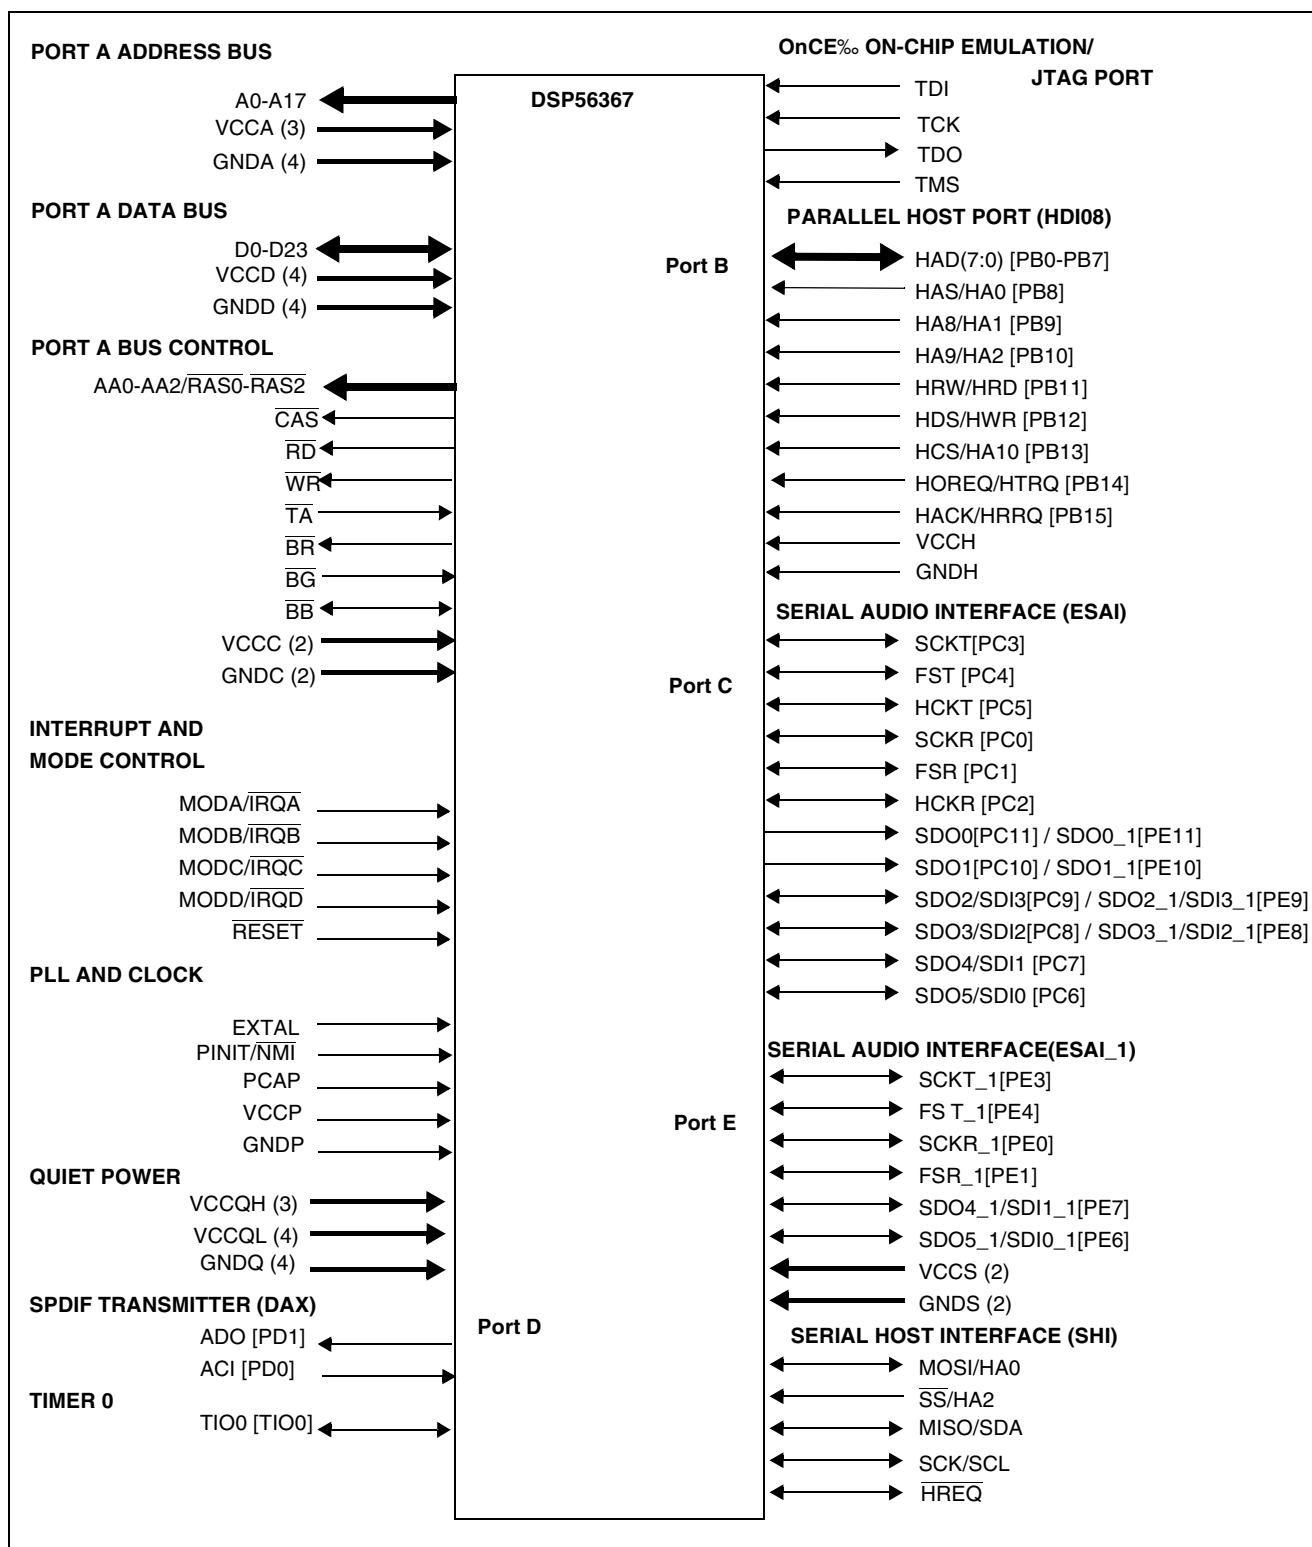 PORT A ADDRESS BUS
A0-A17
VCCA (3)
GNDA (4)
PORT A DATA BUS
D0-D23
VCCD (4)
GNDD (4)
PORT A BUS CONTROL
AA0-AA2/RAS0-RAS2
CAS
RD
WR
TA
BR
BG
BB
VCCC (2)
GNDC (2)
INTERRUPT AND
MODE CONTROL
MODA/IRQA
MODB/IRQB
MODC/IRQC
MODD/IRQD
RESET
PLL AND CLOCK
EXTAL
PINIT/NMI
PCAP
VCCP
GNDP
QUIET POWER
VCCQH (3)
VCCQL (4)
GNDQ (4)
SPDIF TRANSMITTER (DAX)
ADO [PD1]
ACI [PD0]
TIMER 0
TIO0 [TIO0]
DSP56367
Port B
Port C
Port E
Port D
OnCE‰ ON-CHIP EMULATION/
JTAG PORT
TDI
TCK
TDO
TMS
PARALLEL HOST PORT (HDI08)
HAD(7:0) [PB0-PB7]
HAS/HA0 [PB8]
HA8/HA1 [PB9]
HA9/HA2 [PB10]
HRW/HRD [PB11]
HDS/HWR [PB12]
HCS/HA10 [PB13]
HOREQ/HTRQ [PB14]
HACK/HRRQ [PB15]
VCCH
GNDH
SERIAL AUDIO INTERFACE (ESAI)
SCKT[PC3]
FST [PC4]
HCKT [PC5]
SCKR [PC0]
FSR [PC1]
HCKR [PC2]
SDO0[PC11] / SDO0_1[PE11]
SDO1[PC10] / SDO1_1[PE10]
SDO2/SDI3[PC9] / SDO2_1/SDI3_1[PE9]
SDO3/SDI2[PC8] / SDO3_1/SDI2_1[PE8]
SDO4/SDI1 [PC7]
SDO5/SDI0 [PC6]
SERIAL AUDIO INTERFACE(ESAI_1)
SCKT_1[PE3]
FS T_1[PE4]
SCKR_1[PE0]
FSR_1[PE1]
SDO4_1/SDI1_1[PE7]
SDO5_1/SDI0_1[PE6]
VCCS (2)
GNDS (2)
SERIAL HOST INTERFACE (SHI)
MOSI/HA0
SS/HA2
MISO/SDA
SCK/SCL
HREQ